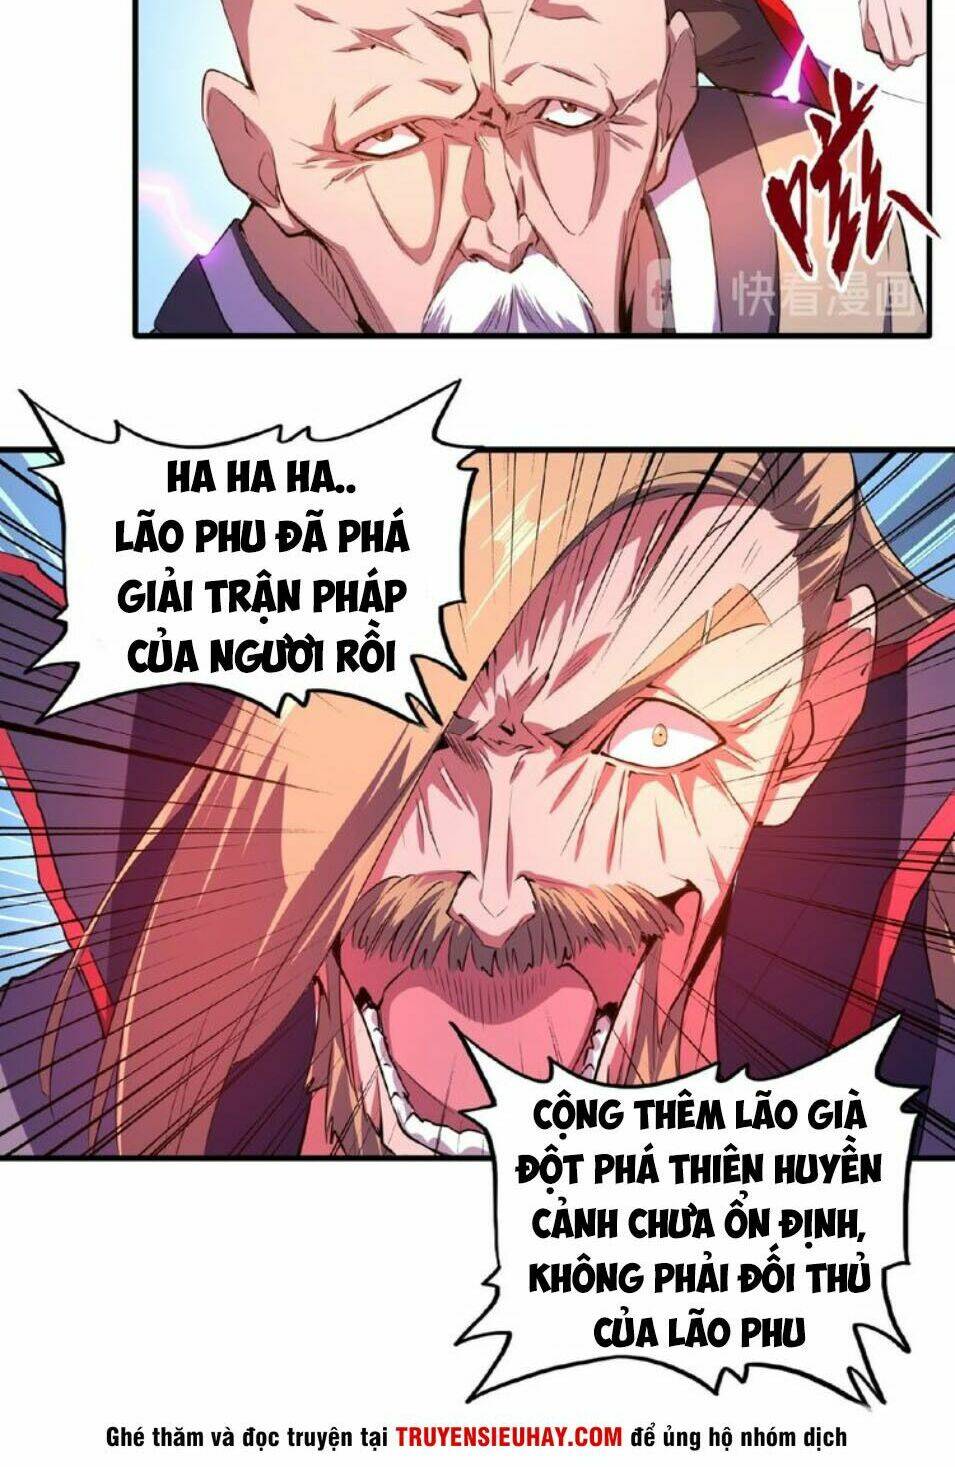 嗞
快看漫画
HA HA HA..
LÃO PHU ĐÃ PHÁ
GIẢI TRẬN PHÁP
CỦA NGƯƠI RỒI
CỘNG THÊM LÃO GIÀ
ĐỘT PHÁ THIÊN HUYỀN
CẢNH CHƯA ỔN ĐỊNH,
KHÔNG PHẢI ĐỐI THỦ
CỦA LÃO PHU
Ghé thăm và đọc truyện tại TRUYENSIEUHAY.COM để ủng hộ nhóm dịch